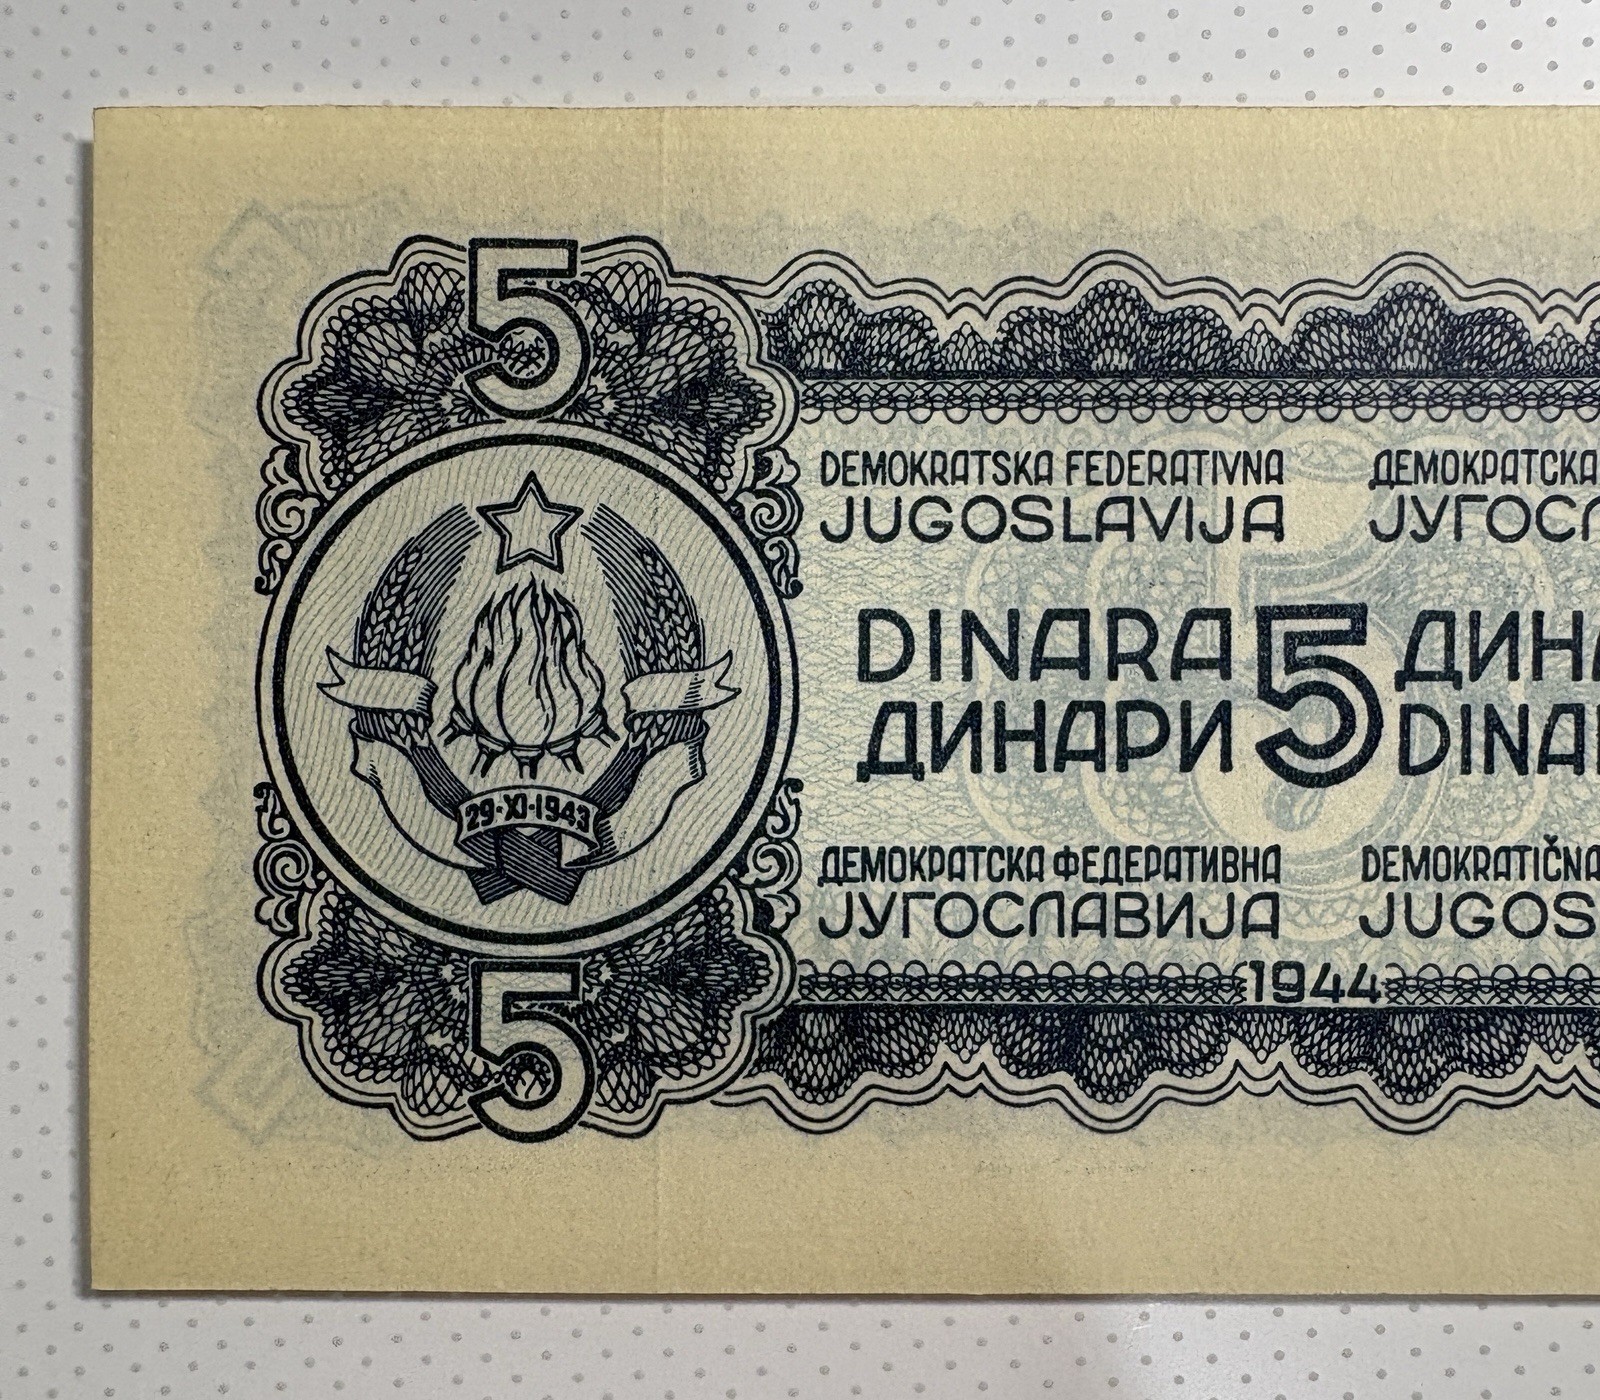 5
DEMOKRATSKA FEDERATIVNA
JUGOSLAVIJA
ДЕМОКРАТСКА
ЈУГОСЛ
DINARA 5 ДИНА
ДИНАРИ DINA
29·XI·1943
ДЕМОКРАТСКА ФЕДЕРАТИВНА
ЈУГОСЛАВИЈА
DEMOKRATIČNA
JUGOS
1944
5